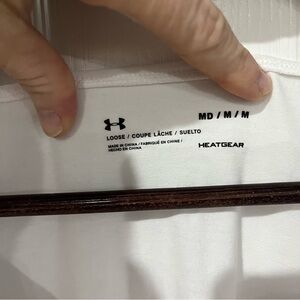 MD / M / M
LOOSE / COUPE LÂCHE / SUELTO
MADE IN CHINA / FABRIQUÉ EN CHINE /
HECHO EN CHINA
HEATGEAR